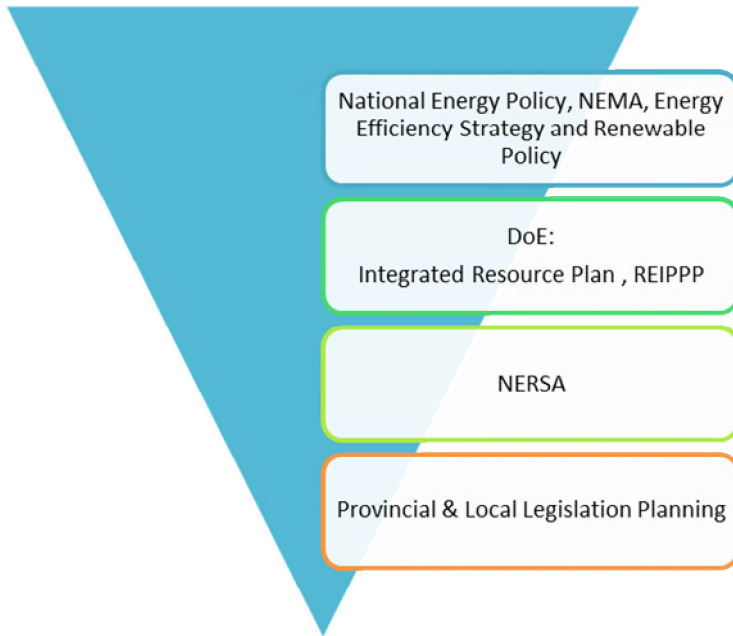 National Energy Policy, NEMA, Energy
Efficiency Strategy and Renewable
Policy
DoE:
Integrated Resource Plan , REIPPP
NERSA
Provincial & Local Legislation Planning